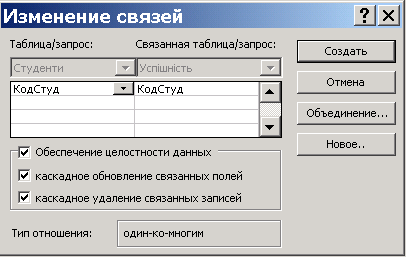 Изменение связей
Таблица/запрос: Связанная таблица/запрос:
Студенти Успішність
КодСтуд КодСтуд
Обеспечение целостности данных
каскадное обновление связанных полей
каскадное удаление связанных записей
Тип отношения: один-ко-многим
Создать
Отмена
Объединение...
Новое..